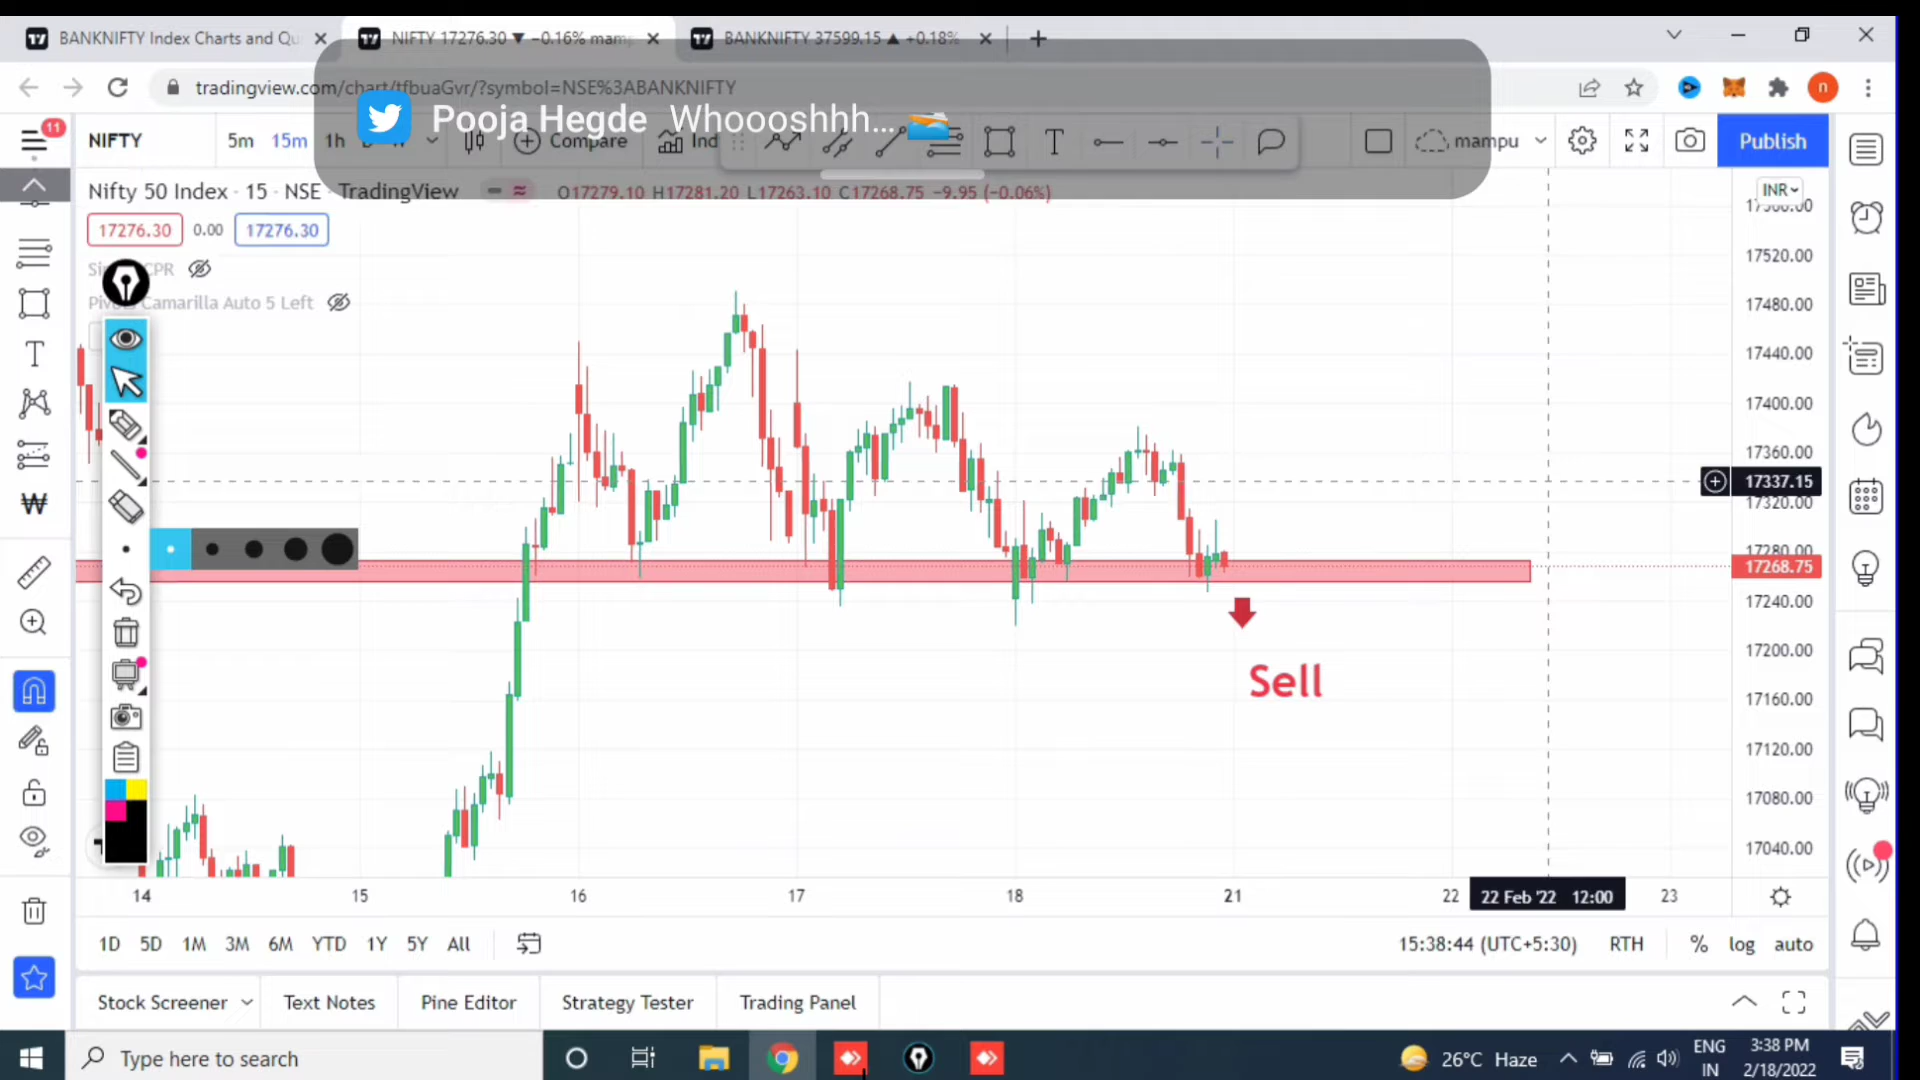 BANKNIFTY Index Charts and Qu
NIFTY 17276.30 ▼ −0.16% mamp
BANKNIFTY 37599.15 ▲ +0.18%
tradingview.com/chart/tfbuaGvr/?symbol=NSE%3ABANKNIFTY
n
Pooja Hegde Whoooshhh...
11
NIFTY
5m 15m 1h D W
Compare
Ind
mampu
Publish
Nifty 50 Index · 15 · NSE · TradingView
O17279.10 H17281.20 L17263.10 C17268.75 −9.95 (−0.06%)
INR
17276.30 0.00 17276.30
CPR
Camarilla Auto 5 Left
17560.00
17520.00
17480.00
17440.00
17400.00
17360.00
17337.15
17320.00
17280.00
17268.75
17240.00
17200.00
17160.00
17120.00
17080.00
17040.00
Sell
14 15 16 17 18 21 22 22 Feb '22 12:00 23
1D 5D 1M 3M 6M YTD 1Y 5Y All
15:38:44 (UTC+5:30) RTH % log auto
Stock Screener Text Notes Pine Editor Strategy Tester Trading Panel
Type here to search
26°C Haze
ENG
IN
3:38 PM
2/18/2022